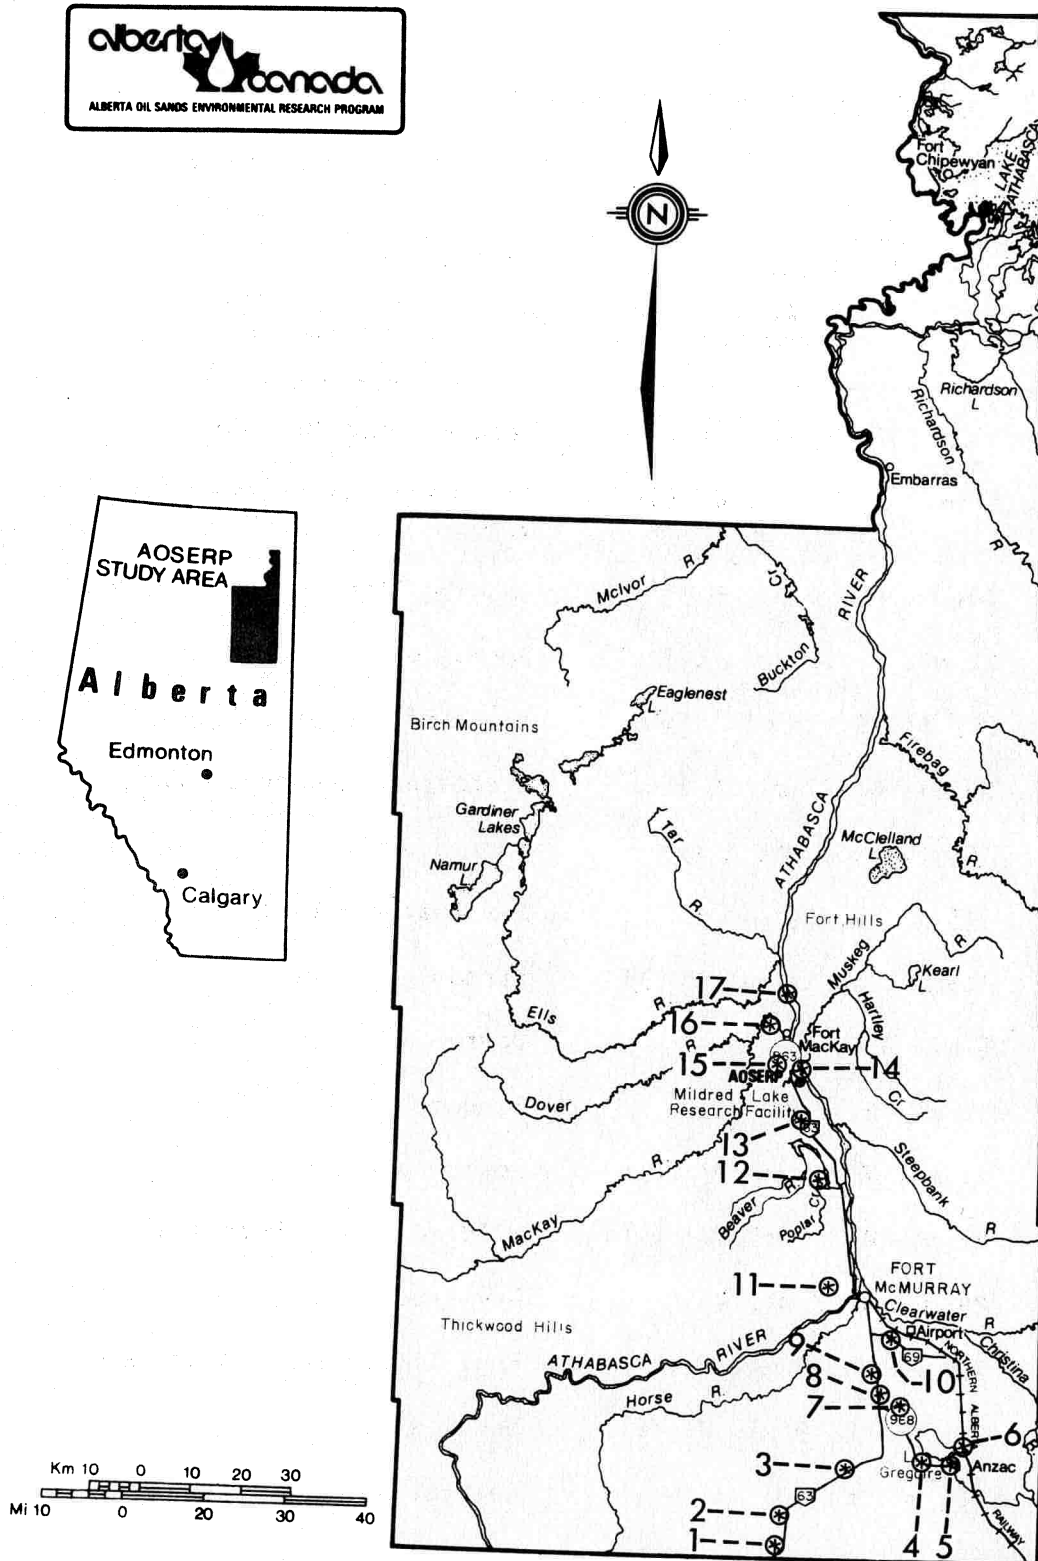 alberta
canada
ALBERTA OIL SANDS ENVIRONMENTAL RESEARCH PROGRAM
N
Fort
Chipewyan
LAKE
ATHABASCA
Richardson
L
Richardson
R
Embarras
AOSERP
STUDY AREA
Alberta
Edmonton
Calgary
McIvor R
Cr
Buckton
RIVER
ATHABASCA
Eaglenest
L
Birch Mountains
Firebag
R
Gardiner
Lakes
Namur
L
Tar
R
McClelland
L
Fort Hills
Muskeg
R
Kearl
L
Hartley
Cr
17
16
15
14
Ells
R
Fort
MacKay
AOSERP
Mildred Lake
Research Facility
Dover
R
63
13
12
MacKay
R
Beaver
R
Poplar
Cr
Steepbank
R
11
FORT
McMURRAY
Clearwater
R
Christina
Thickwood Hills
ATHABASCA
RIVER
Airport
69
NORTHERN
ALBERTA
RAILWAY
9
8
7
10
Horse R.
9E8
6
3
L
Gregoire
Anzac
63
2
1
4
5
Km 10 0 10 20 30
Mi 10 0 20 30 40